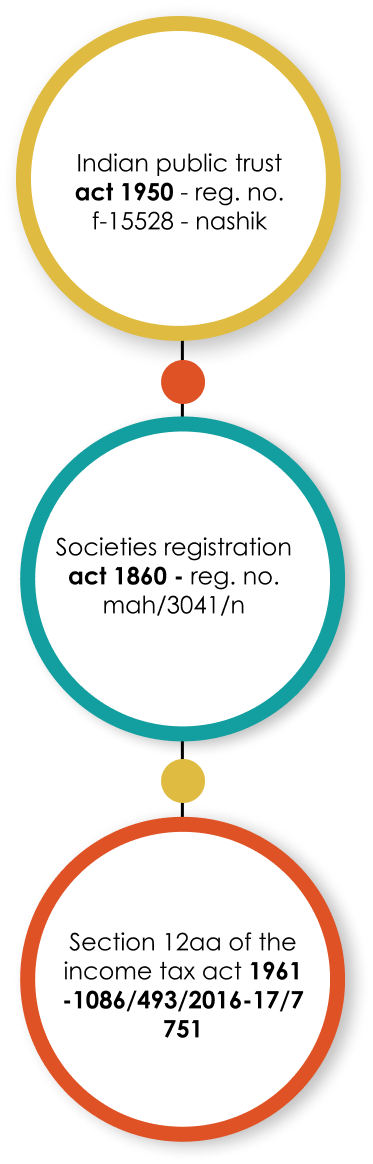 Indian public trust
act 1950 - reg. no.
f-15528 - nashik
Societies registration
act 1860 - reg. no.
mah/3041/n
Section 12aa of the
income tax act 1961
-1086/493/2016-17/7
751